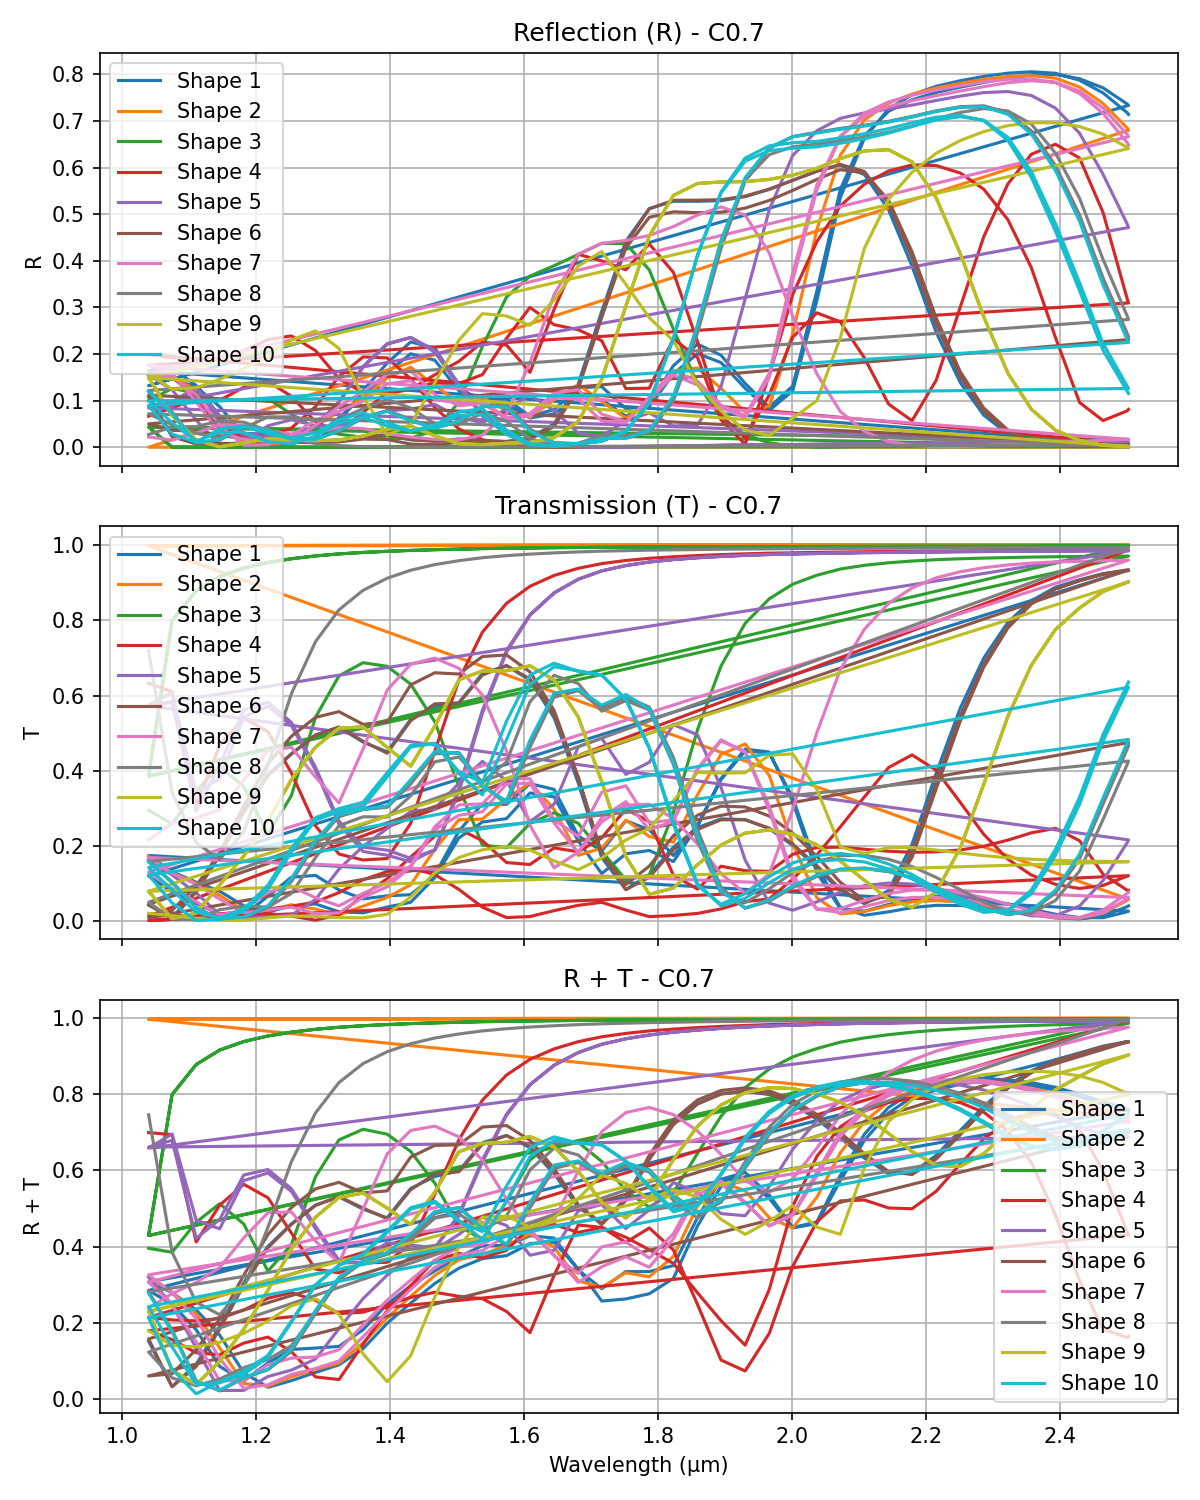 Reflection (R) - C0.7
R
0.8
0.7
0.6
0.5
0.4
0.3
0.2
0.1
0.0
Shape 1
Shape 2
Shape 3
Shape 4
Shape 5
Shape 6
Shape 7
Shape 8
Shape 9
Shape 10
Transmission (T) - C0.7
T
1.0
0.8
0.6
0.4
0.2
0.0
Shape 1
Shape 2
Shape 3
Shape 4
Shape 5
Shape 6
Shape 7
Shape 8
Shape 9
Shape 10
R + T - C0.7
R + T
1.0
0.8
0.6
0.4
0.2
0.0
Shape 1
Shape 2
Shape 3
Shape 4
Shape 5
Shape 6
Shape 7
Shape 8
Shape 9
Shape 10
1.0 1.2 1.4 1.6 1.8 2.0 2.2 2.4
Wavelength (μm)